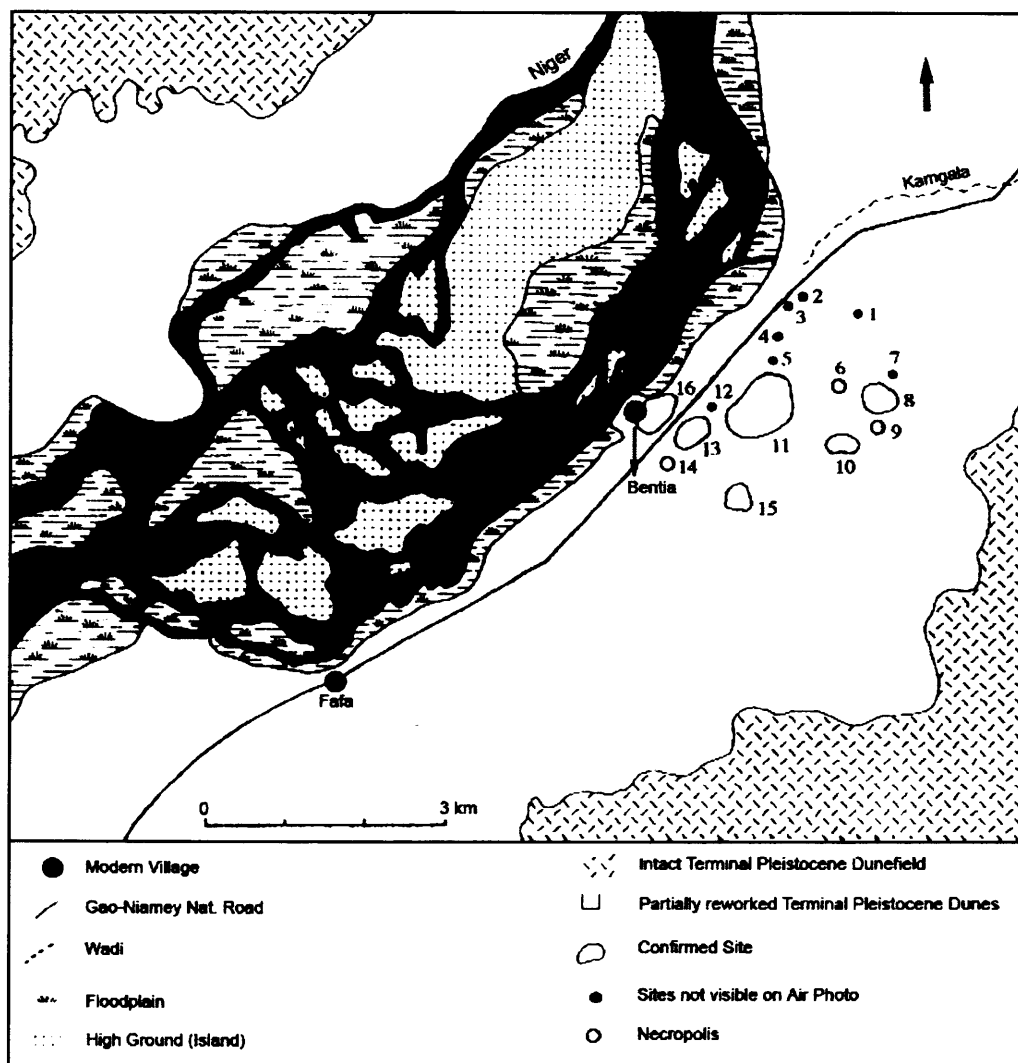 Niger
Kamgala
2
3
1
4
5
6
7
16
12
8
9
13
11
10
14
Bentia
15
Fafa
0
3 km
Modern Village
Gao-Niamey Nat. Road
Wadi
Floodplain
High Ground (Island)
Intact Terminal Pleistocene Dunefield
Partially reworked Terminal Pleistocene Dunes
Confirmed Site
Sites not visible on Air Photo
Necropolis